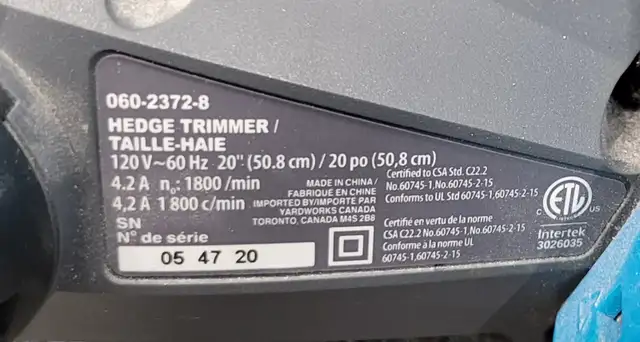 060-2372-8
HEDGE TRIMMER /
TAILLE-HAIE
120 V~60 Hz 20" (50.8 cm) / 20 po (50,8 cm)
4.2 A n₀: 1800 /min
4,2 A 1 800 c/min
MADE IN CHINA /
FABRIQUÉ EN CHINE
IMPORTED BY/IMPORTÉ PAR
YARDWORKS CANADA
TORONTO, CANADA M4S 2B8
SN
N° de série
05 47 20
Certified to CSA Std. C22.2
No.60745-1,No.60745-2-15
Conforms to UL Std 60745-1,60745-2-15
Certifié en vertu de la norme
CSA C22.2 No.60745-1,No.60745-2-15
Conforme à la norme UL
60745-1,60745-2-15
ETL
C US
Intertek
3026035